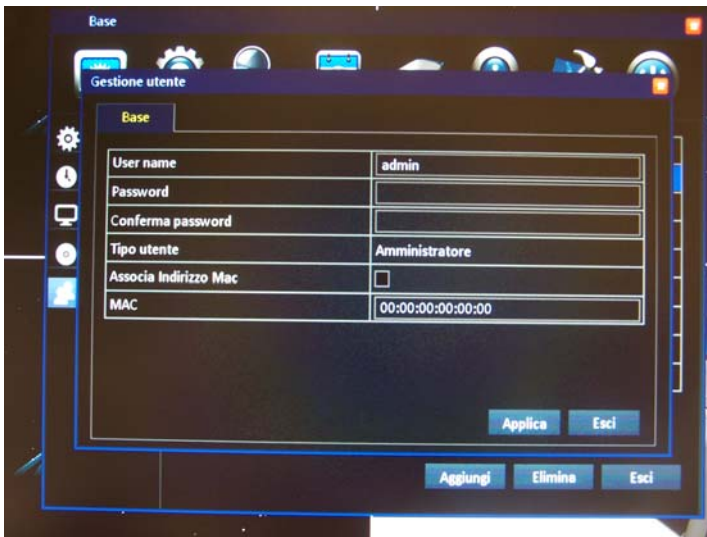 Base
Gestione utente
Base
User name admin
Password
Conferma password
Tipo utente Amministratore
Associa Indirizzo Mac
MAC 00:00:00:00:00:00
Applica Esci
Aggiungi Elimina Esci